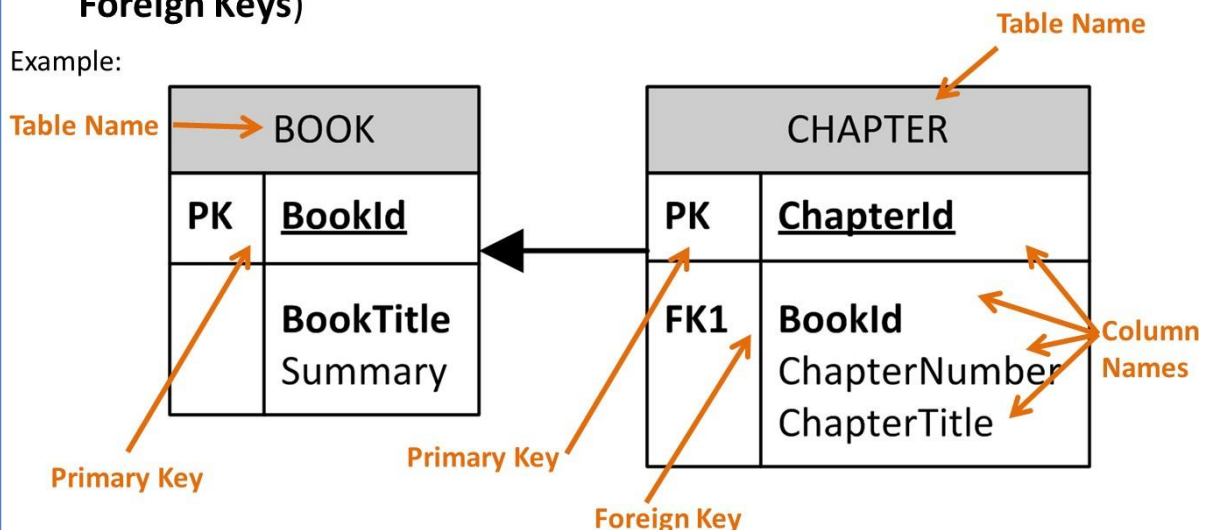 Foreign Keys)
Table Name
Example:
Table Name
BOOK
PK BookId
BookTitle
Summary
CHAPTER
PK ChapterId
FK1 BookId
ChapterNumber
ChapterTitle
Column
Names
Primary Key
Primary Key
Foreign Key